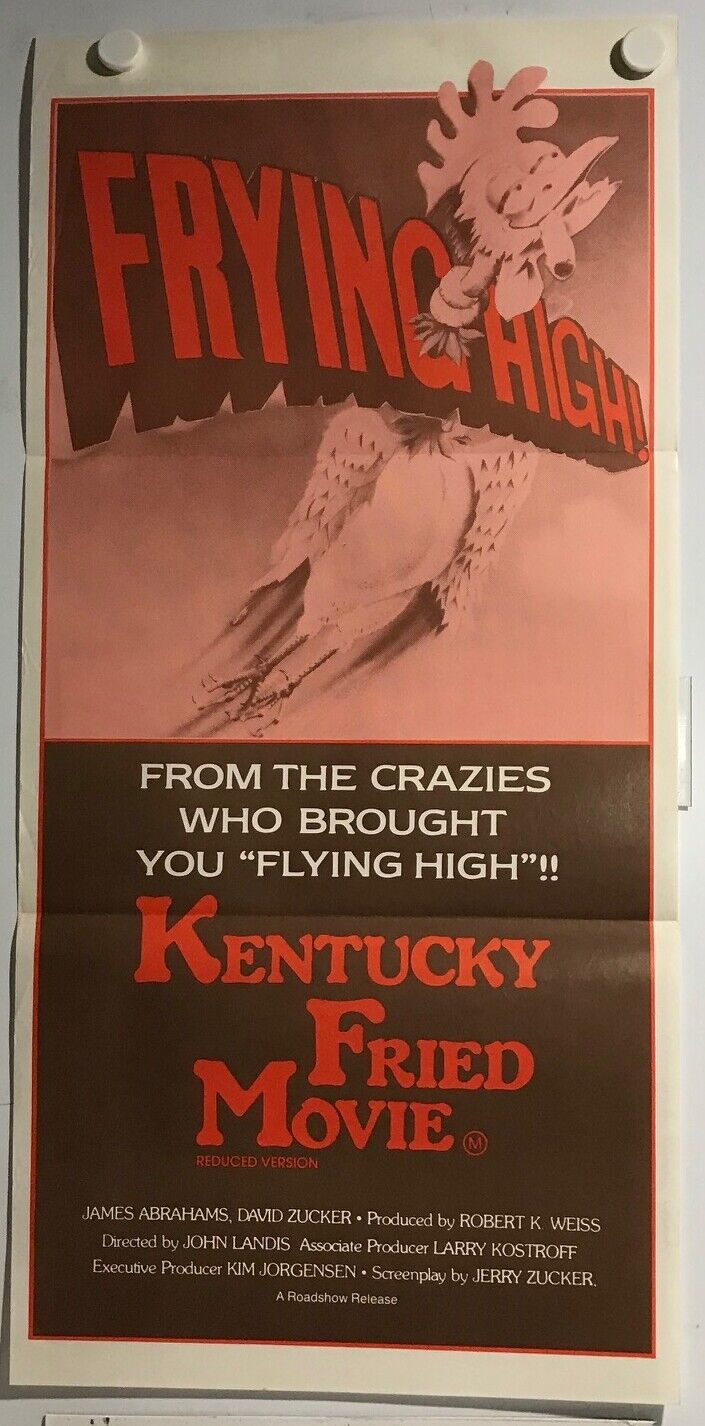 FRYING HIGH!
FROM THE CRAZIES
WHO BROUGHT
YOU “FLYING HIGH”!!
KENTUCKY
FRIED
MOVIE M
REDUCED VERSION
JAMES ABRAHAMS, DAVID ZUCKER • Produced by ROBERT K. WEISS
Directed by JOHN LANDIS Associate Producer LARRY KOSTROFF
Executive Producer KIM JORGENSEN • Screenplay by JERRY ZUCKER.
A Roadshow Release